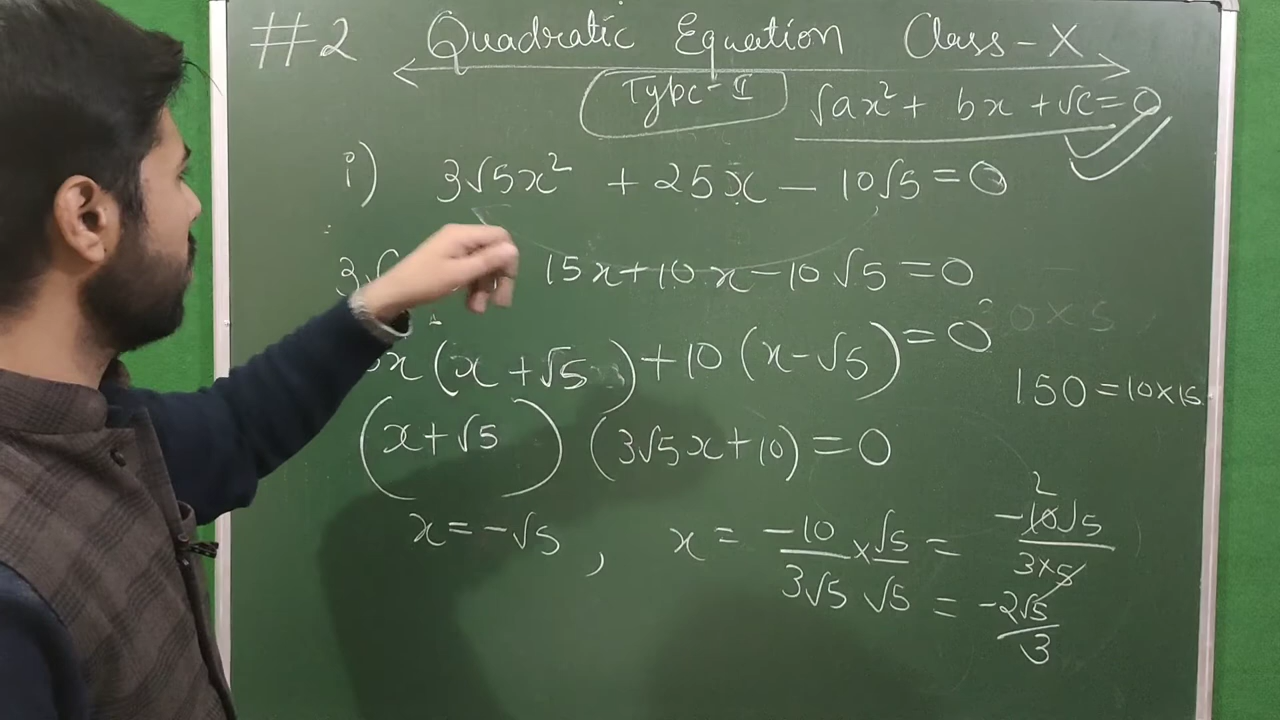 #2 Quadratic Equation Class-X
Type-II √ax² + bx + √c = 0
i) 3√5x² + 25x - 10√5 = 0
3√ 15x + 10x - 10√5 = 0
x(x + √5) + 10(x - √5) = 0
150 = 10×15
(x + √5) (3√5x + 10) = 0
x = -√5 , x = -10/3√5 × √5/√5 = -10√5/3×5 2
= -2√5/3